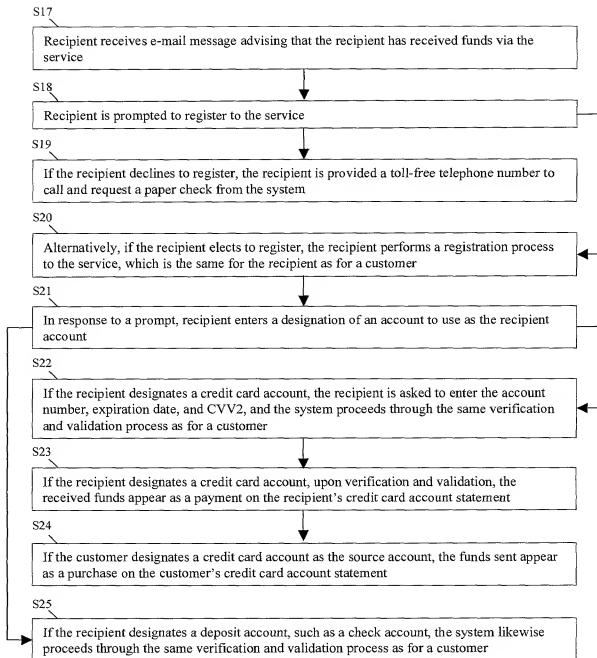 S17
Recipient receives e-mail message advising that the recipient has received funds via the
service
S18
Recipient is prompted to register to the service
S19
If the recipient declines to register, the recipient is provided a toll-free telephone number to
call and request a paper check from the system
S20
Alternatively, if the recipient elects to register, the recipient performs a registration process
to the service, which is the same for the recipient as for a customer
S21
In response to a prompt, recipient enters a designation of an account to use as the recipient
account
S22
If the recipient designates a credit card account, the recipient is asked to enter the account
number, expiration date, and CVV2, and the system proceeds through the same verification
and validation process as for a customer
S23
If the recipient designates a credit card account, upon verification and validation, the
received funds appear as a payment on the recipient's credit card account statement
S24
If the customer designates a credit card account as the source account, the funds sent appear
as a purchase on the customer's credit card account statement
S25
If the recipient designates a deposit account, such as a check account, the system likewise
proceeds through the same verification and validation process as for a customer